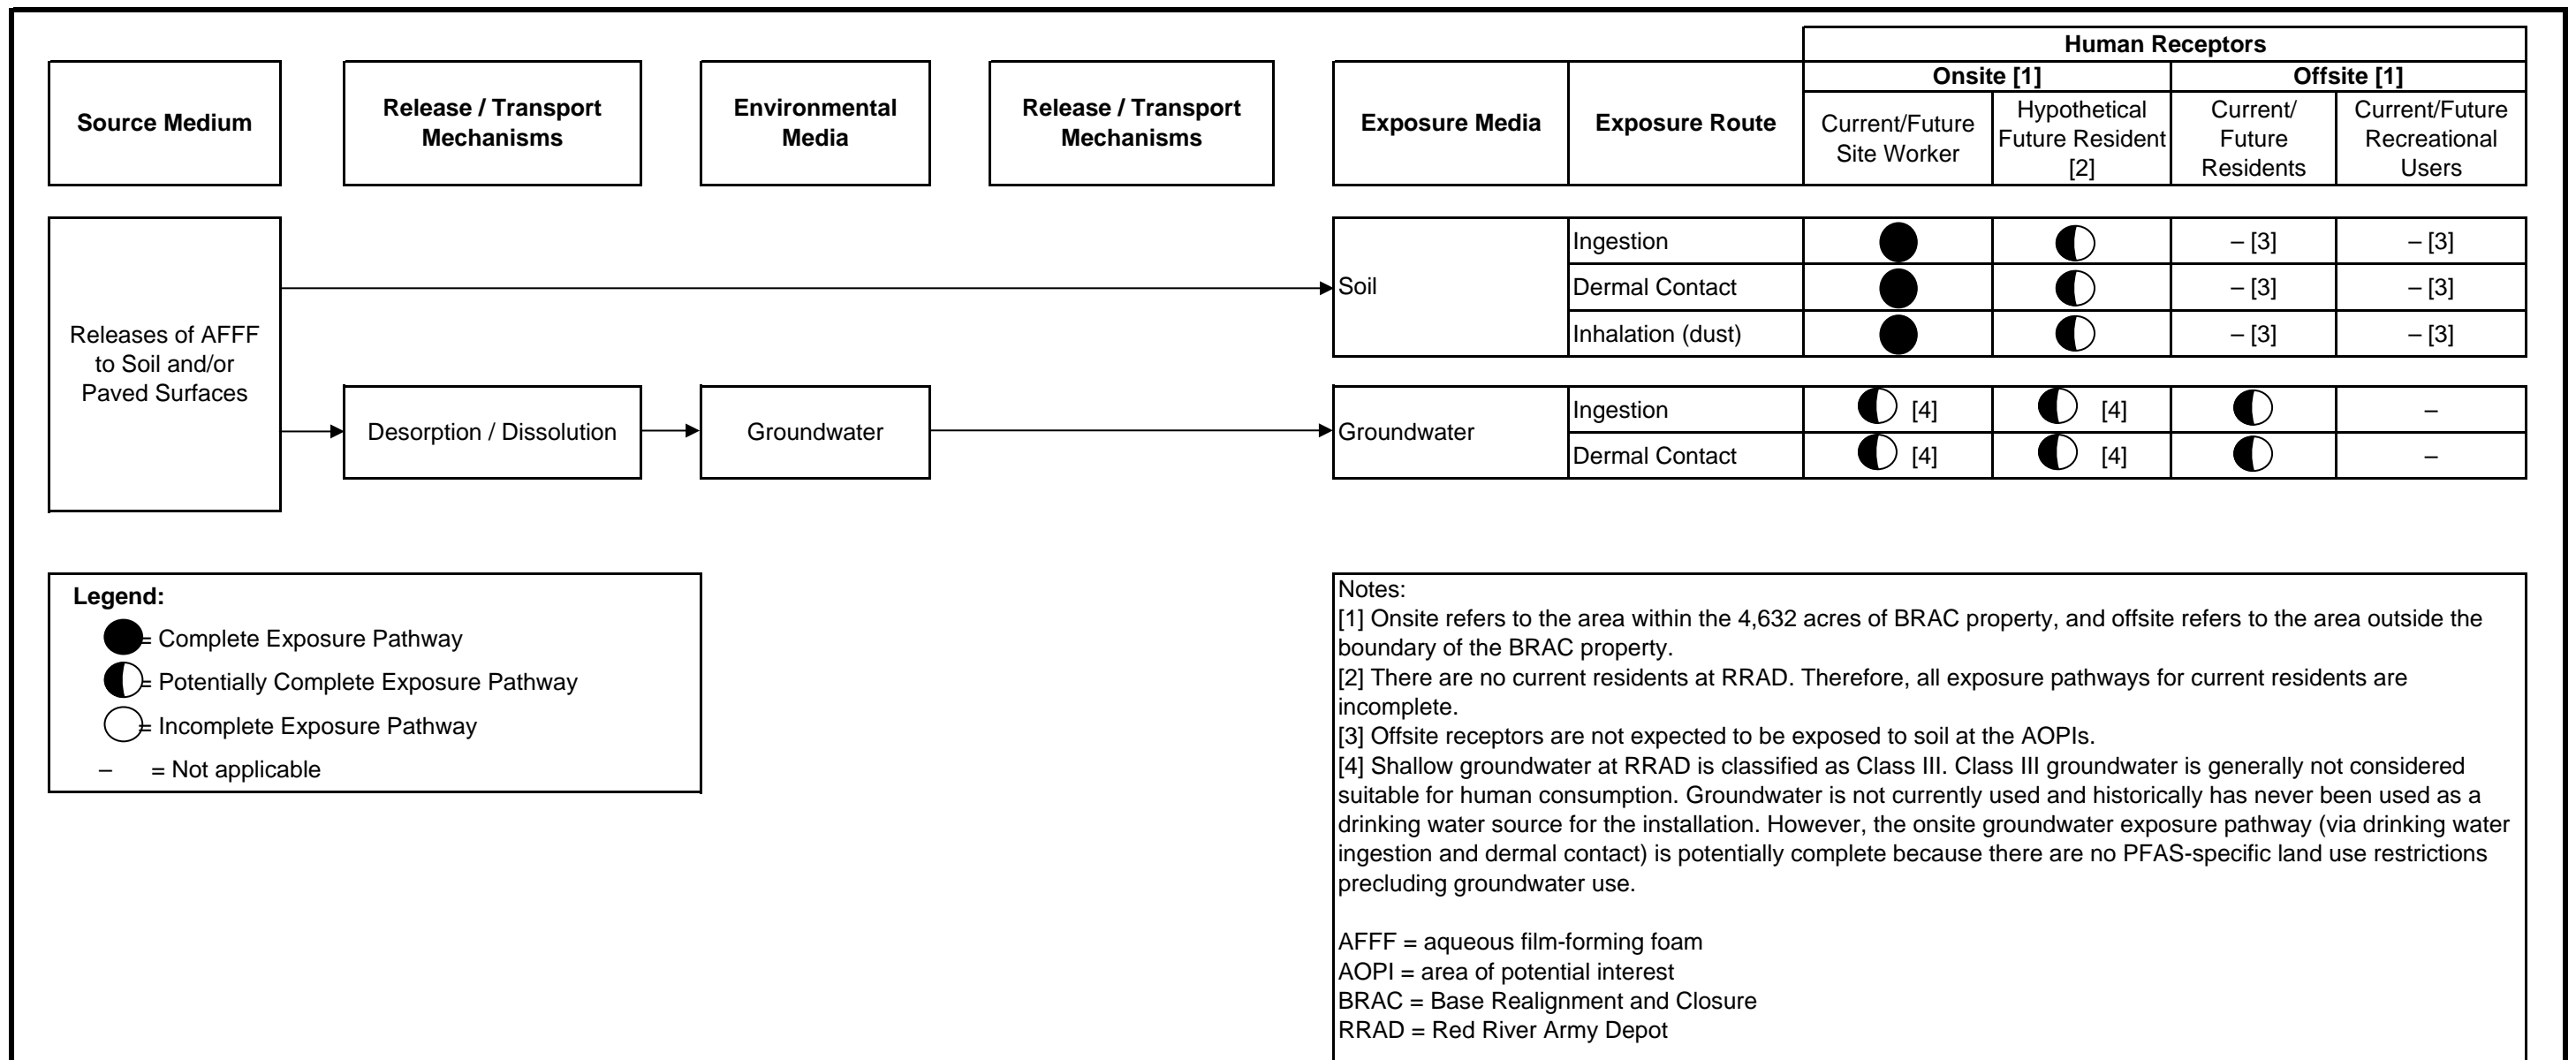 Human Receptors
Onsite [1]
Offsite [1]
Source Medium
Release / Transport
Mechanisms
Environmental
Media
Release / Transport
Mechanisms
Exposure Media
Exposure Route
Current/Future
Site Worker
Hypothetical
Future Resident
[2]
Current/
Future
Residents
Current/Future
Recreational
Users
Releases of AFFF
to Soil and/or
Paved Surfaces
Soil
Ingestion
– [3]
– [3]
Dermal Contact
– [3]
– [3]
Inhalation (dust)
– [3]
– [3]
Desorption / Dissolution
Groundwater
Groundwater
Ingestion
[4]
[4]
–
Dermal Contact
[4]
[4]
–
Legend:
= Complete Exposure Pathway
= Potentially Complete Exposure Pathway
= Incomplete Exposure Pathway
– = Not applicable
Notes:
[1] Onsite refers to the area within the 4,632 acres of BRAC property, and offsite refers to the area outside the
boundary of the BRAC property.
[2] There are no current residents at RRAD. Therefore, all exposure pathways for current residents are
incomplete.
[3] Offsite receptors are not expected to be exposed to soil at the AOPIs.
[4] Shallow groundwater at RRAD is classified as Class III. Class III groundwater is generally not considered
suitable for human consumption. Groundwater is not currently used and historically has never been used as a
drinking water source for the installation. However, the onsite groundwater exposure pathway (via drinking water
ingestion and dermal contact) is potentially complete because there are no PFAS-specific land use restrictions
precluding groundwater use.
AFFF = aqueous film-forming foam
AOPI = area of potential interest
BRAC = Base Realignment and Closure
RRAD = Red River Army Depot